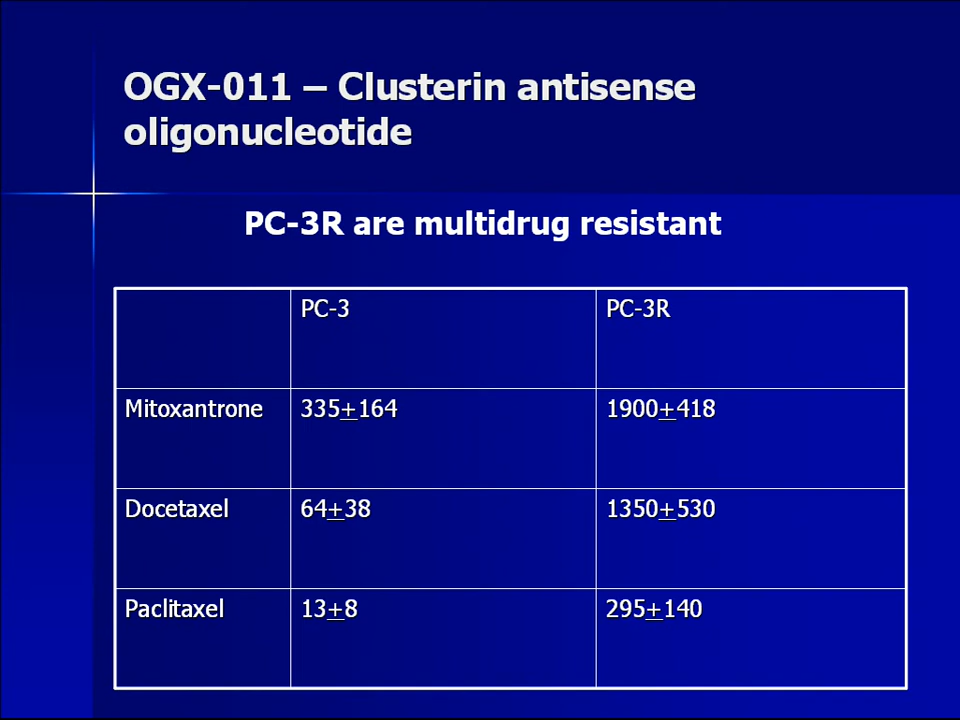 OGX-011 – Clusterin antisense
oligonucleotide
PC-3R are multidrug resistant
PC-3 PC-3R
Mitoxantrone 335±164 1900±418
Docetaxel 64±38 1350±530
Paclitaxel 13±8 295±140